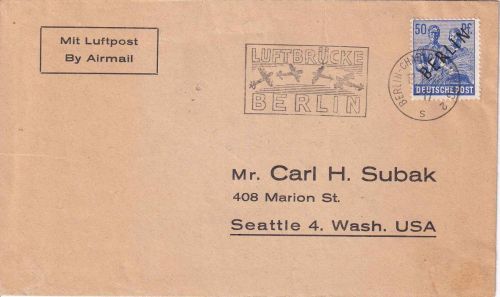 Mit Luftpost
By Airmail
LUFTBRÜCKE
BERLIN
50 Pf
BERLIN
DEUTSCHE POST
Mr. Carl H. Subak
408 Marion St.
Seattle 4. Wash. USA